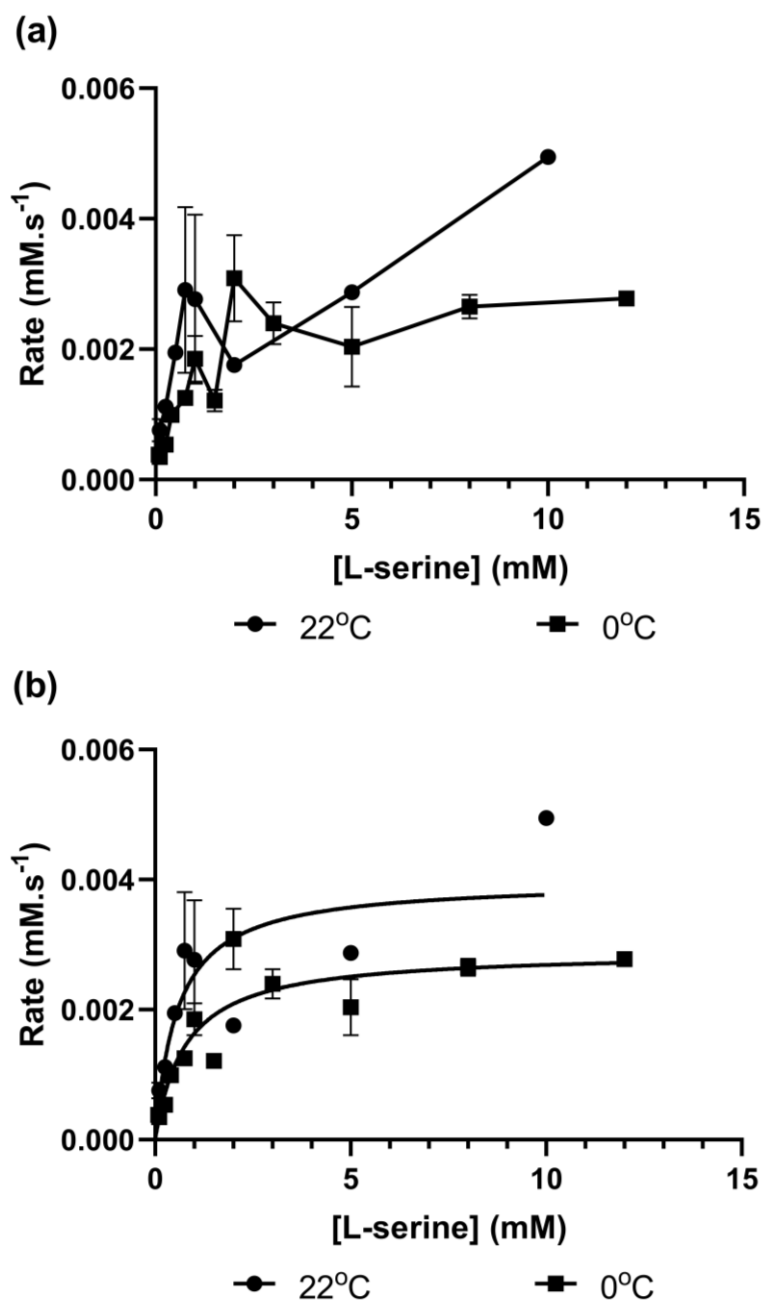 (a)
0.006
0.004
0.002
0.000
Rate (mM.s⁻¹)
0 5 10 15
[L-serine] (mM)
22ºC 0ºC
(b)
0.006
0.004
0.002
0.000
Rate (mM.s⁻¹)
0 5 10 15
[L-serine] (mM)
22ºC 0ºC